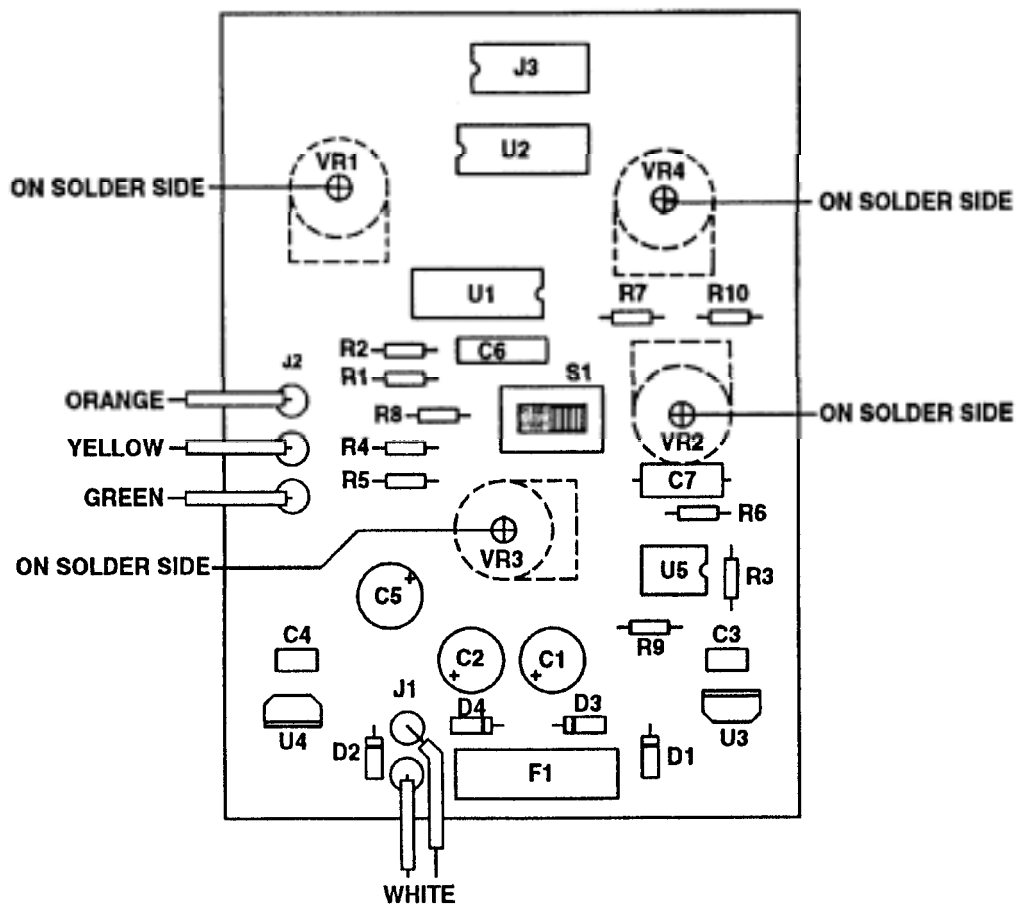 J3
U2
VR1
VR4
ON SOLDER SIDE
ON SOLDER SIDE
U1
R7
R10
R2
C6
J2
R1
S1
ORANGE
R8
ON SOLDER SIDE
VR2
YELLOW
R4
R5
C7
GREEN
R6
VR3
ON SOLDER SIDE
U5
R3
C5
+
C4
R9
C3
C2
+
C1
+
J1
D4
D3
U4
D2
U3
D1
F1
WHITE